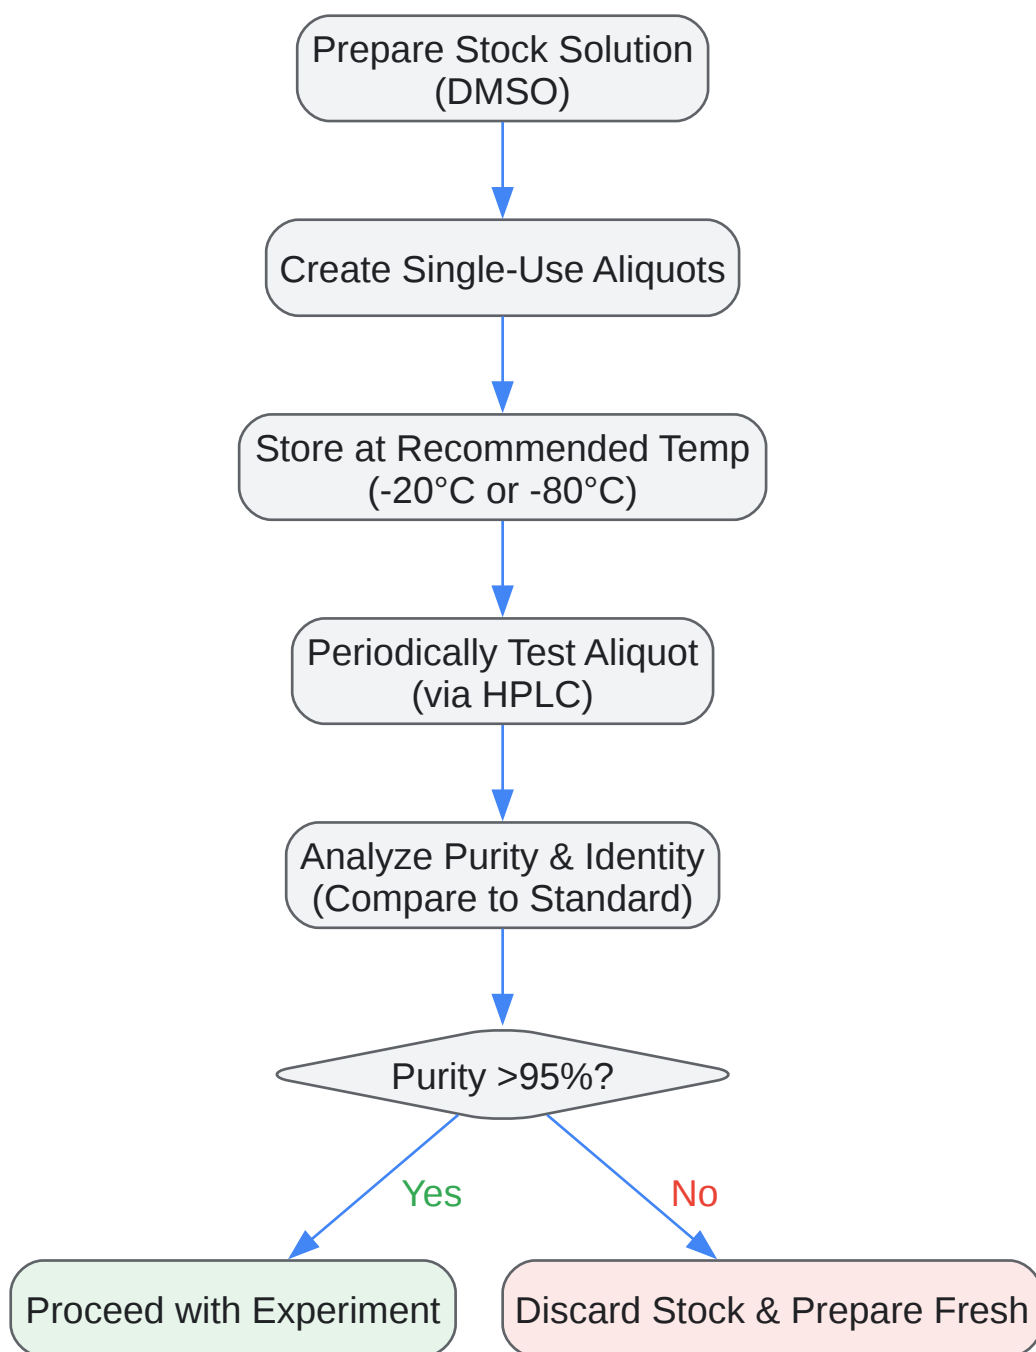 Prepare Stock Solution
(DMSO)
Create Single-Use Aliquots
Store at Recommended Temp
(-20°C or -80°C)
Periodically Test Aliquot
(via HPLC)
Analyze Purity & Identity
(Compare to Standard)
Purity >95%?
Yes
No
Proceed with Experiment
Discard Stock & Prepare Fresh